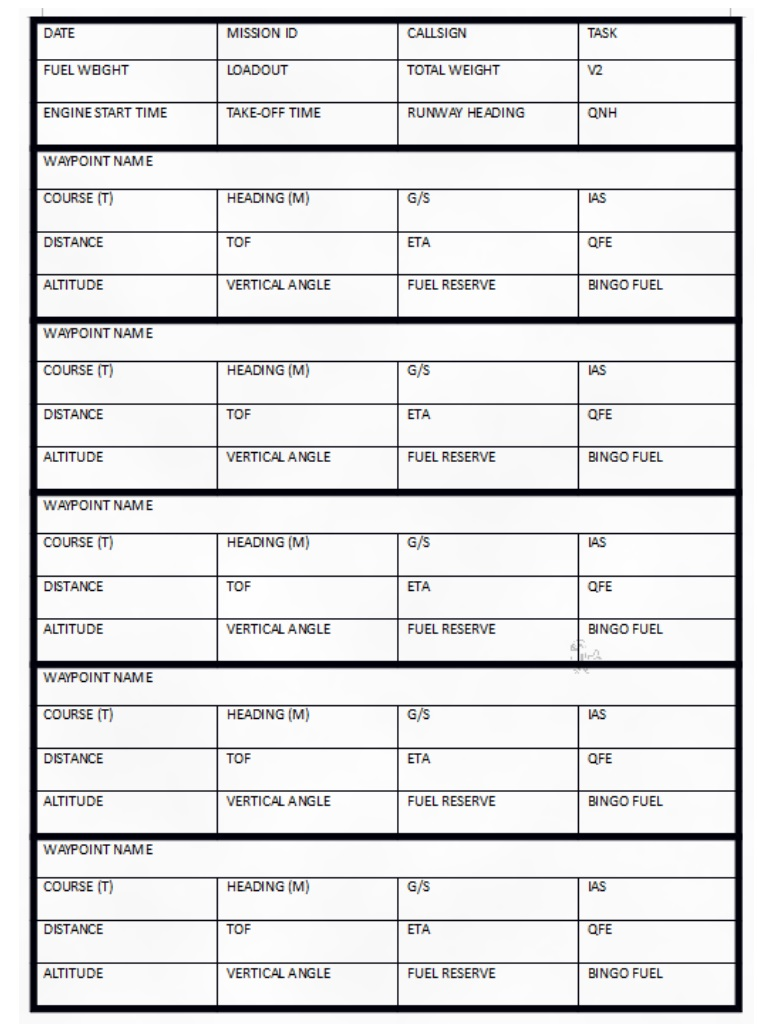 DATE MISSION ID CALLSIGN TASK
FUEL WEIGHT LOADOUT TOTAL WEIGHT V2
ENGINE START TIME TAKE-OFF TIME RUNWAY HEADING QNH
WAYPOINT NAME
COURSE (T) HEADING (M) G/S IAS
DISTANCE TOF ETA QFE
ALTITUDE VERTICAL ANGLE FUEL RESERVE BINGO FUEL
WAYPOINT NAME
COURSE (T) HEADING (M) G/S IAS
DISTANCE TOF ETA QFE
ALTITUDE VERTICAL ANGLE FUEL RESERVE BINGO FUEL
WAYPOINT NAME
COURSE (T) HEADING (M) G/S IAS
DISTANCE TOF ETA QFE
ALTITUDE VERTICAL ANGLE FUEL RESERVE BINGO FUEL
WAYPOINT NAME
COURSE (T) HEADING (M) G/S IAS
DISTANCE TOF ETA QFE
ALTITUDE VERTICAL ANGLE FUEL RESERVE BINGO FUEL
WAYPOINT NAME
COURSE (T) HEADING (M) G/S IAS
DISTANCE TOF ETA QFE
ALTITUDE VERTICAL ANGLE FUEL RESERVE BINGO FUEL